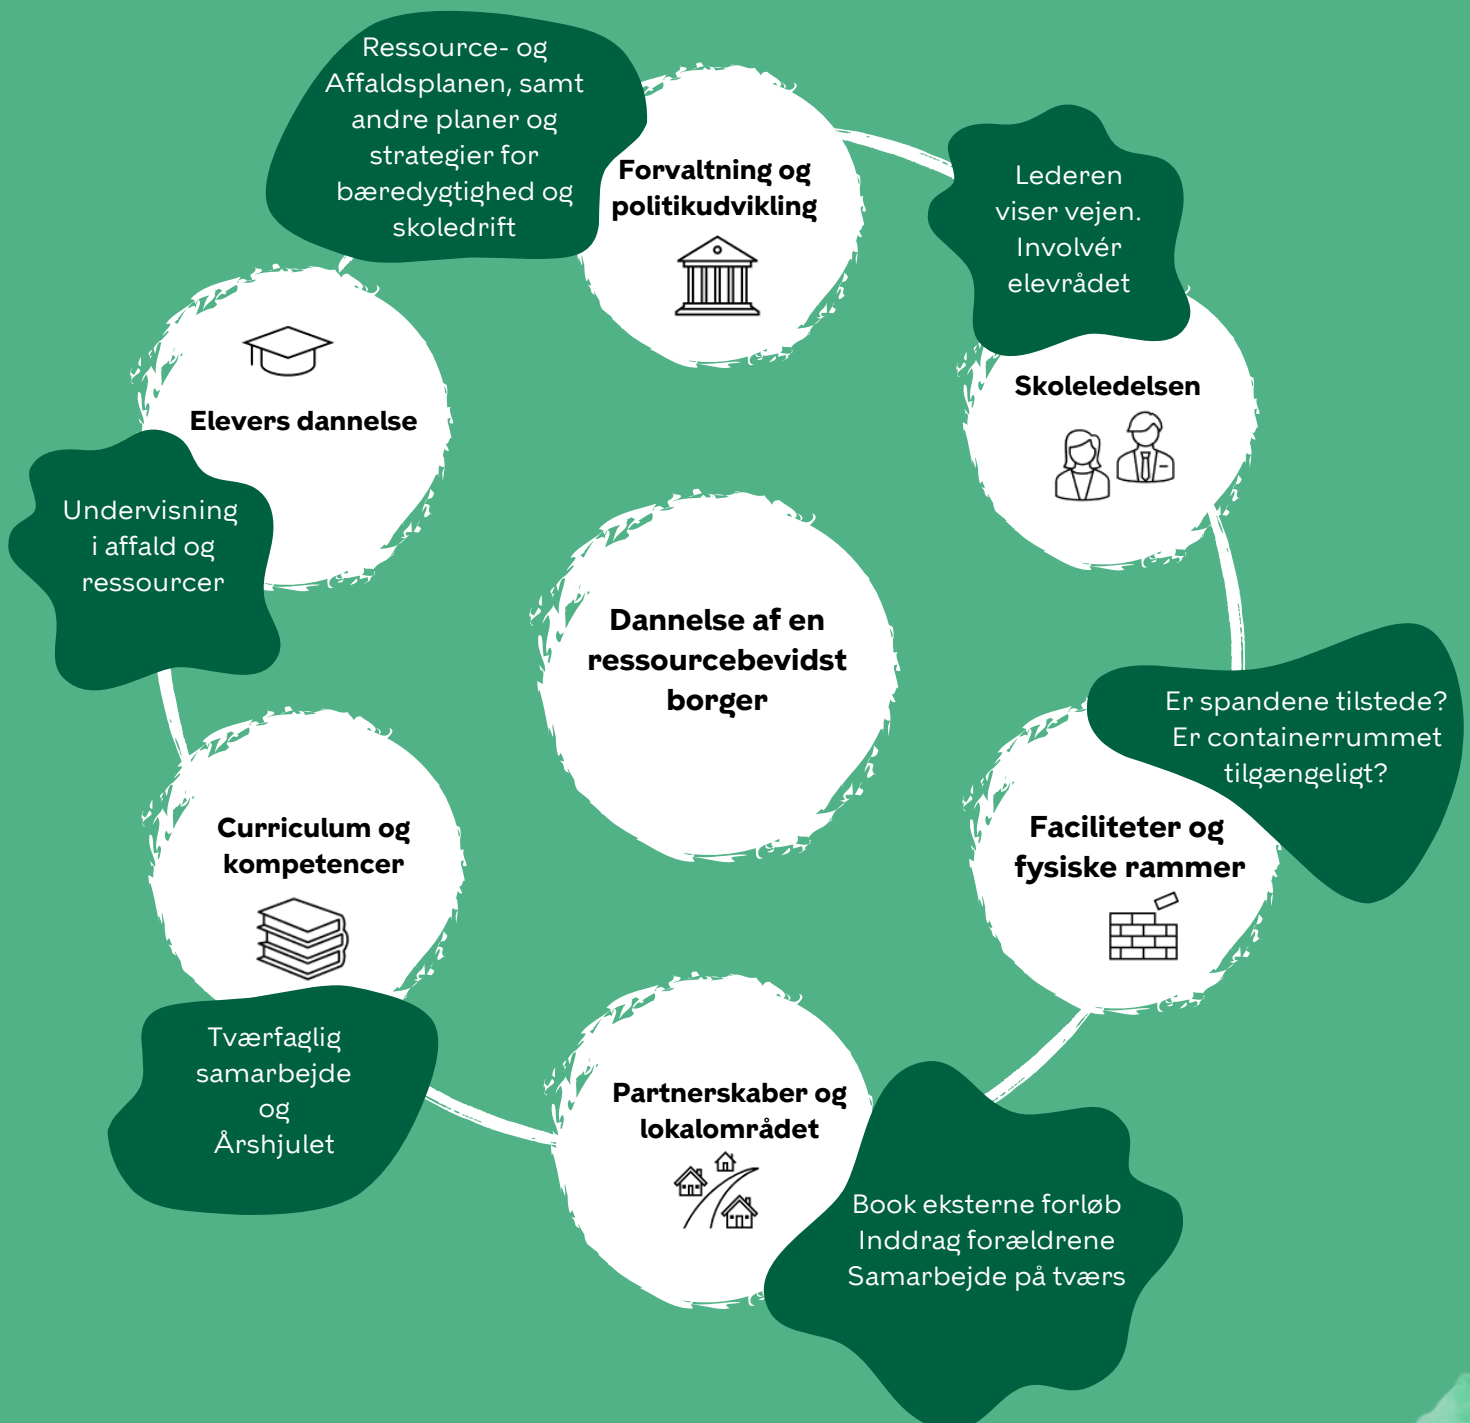 Ressource- og
Affaldsplanen, samt
andre planer og
strategier for
bæredygtighed og
skoledrift
Forvaltning og
politikudvikling
Lederen
viser vejen.
Involvér
elevrådet
Skoleledelsen
Elevers dannelse
Undervisning
i affald og
ressourcer
Dannelse af en
ressourcebevidst
borger
Er spandene tilstede?
Er containerrummet
tilgængeligt?
Faciliteter og
fysiske rammer
Curriculum og
kompetencer
Tværfaglig
samarbejde
og
Årshjulet
Partnerskaber og
lokalområdet
Book eksterne forløb
Inddrag forældrene
Samarbejde på tværs